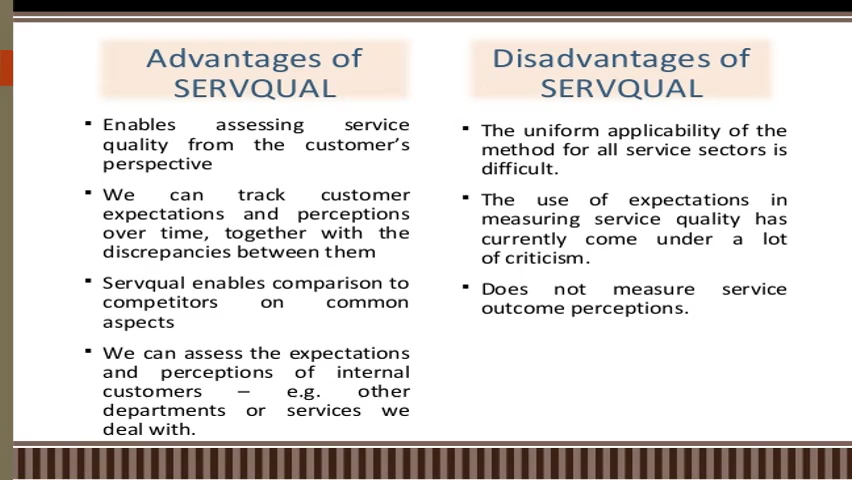 Advantages of
SERVQUAL
▪ Enables assessing service
quality from the customer's
perspective
▪ We can track customer
expectations and perceptions
over time, together with the
discrepancies between them
▪ Servqual enables comparison to
competitors on common
aspects
▪ We can assess the expectations
and perceptions of internal
customers – e.g. other
departments or services we
deal with.
Disadvantages of
SERVQUAL
▪ The uniform applicability of the
method for all service sectors is
difficult.
▪ The use of expectations in
measuring service quality has
currently come under a lot
of criticism.
▪ Does not measure service
outcome perceptions.